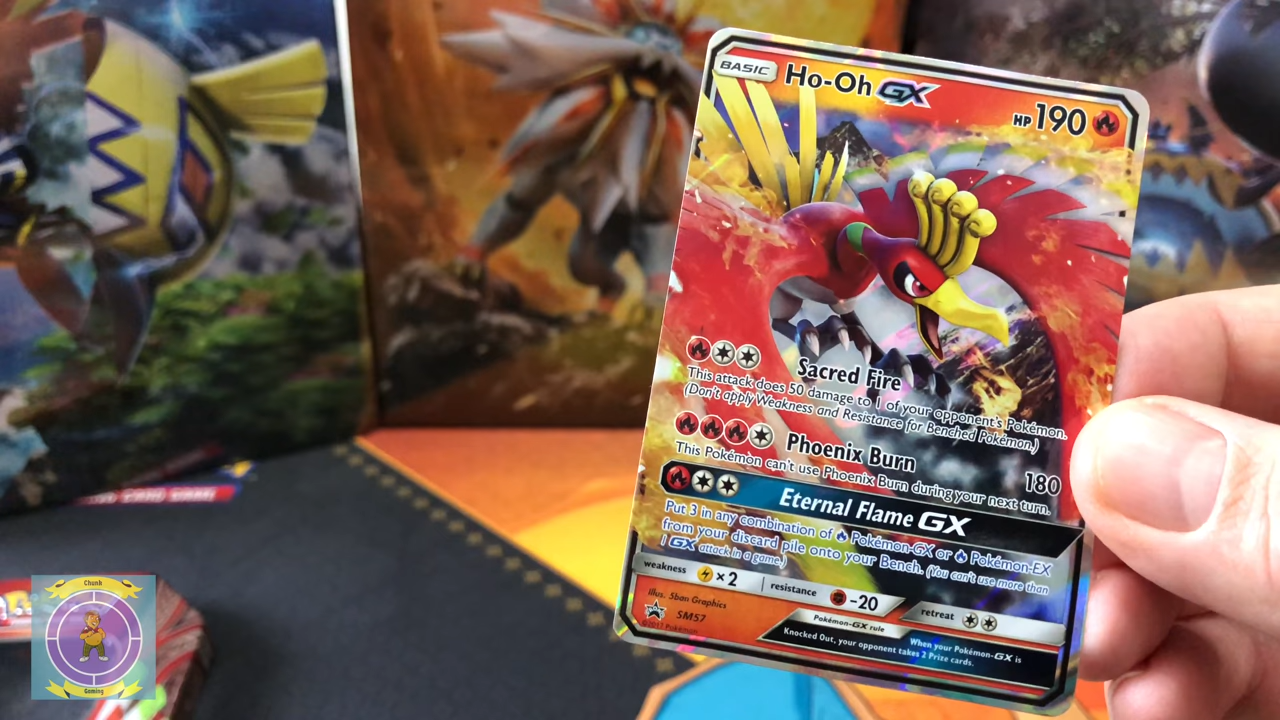 BASIC Ho-Oh GX HP 190
Sacred Fire
This attack does 50 damage to 1 of your opponent's Pokémon.
(Don't apply Weakness and Resistance for Benched Pokémon.)
Phoenix Burn 180
This Pokémon can't use Phoenix Burn during your next turn.
Eternal Flame GX
Put 3 in any combination of Pokémon-GX or Pokémon-EX
from your discard pile onto your Bench. (You can't use more than
1 GX attack in a game.)
weakness ×2 resistance -20 retreat
Illus. 5ban Graphics
SM57
©2017 Pokémon
Pokémon-GX rule
When your Pokémon-GX is
Knocked Out, your opponent takes 2 Prize cards.
CARD GAME
Chunk
Gaming